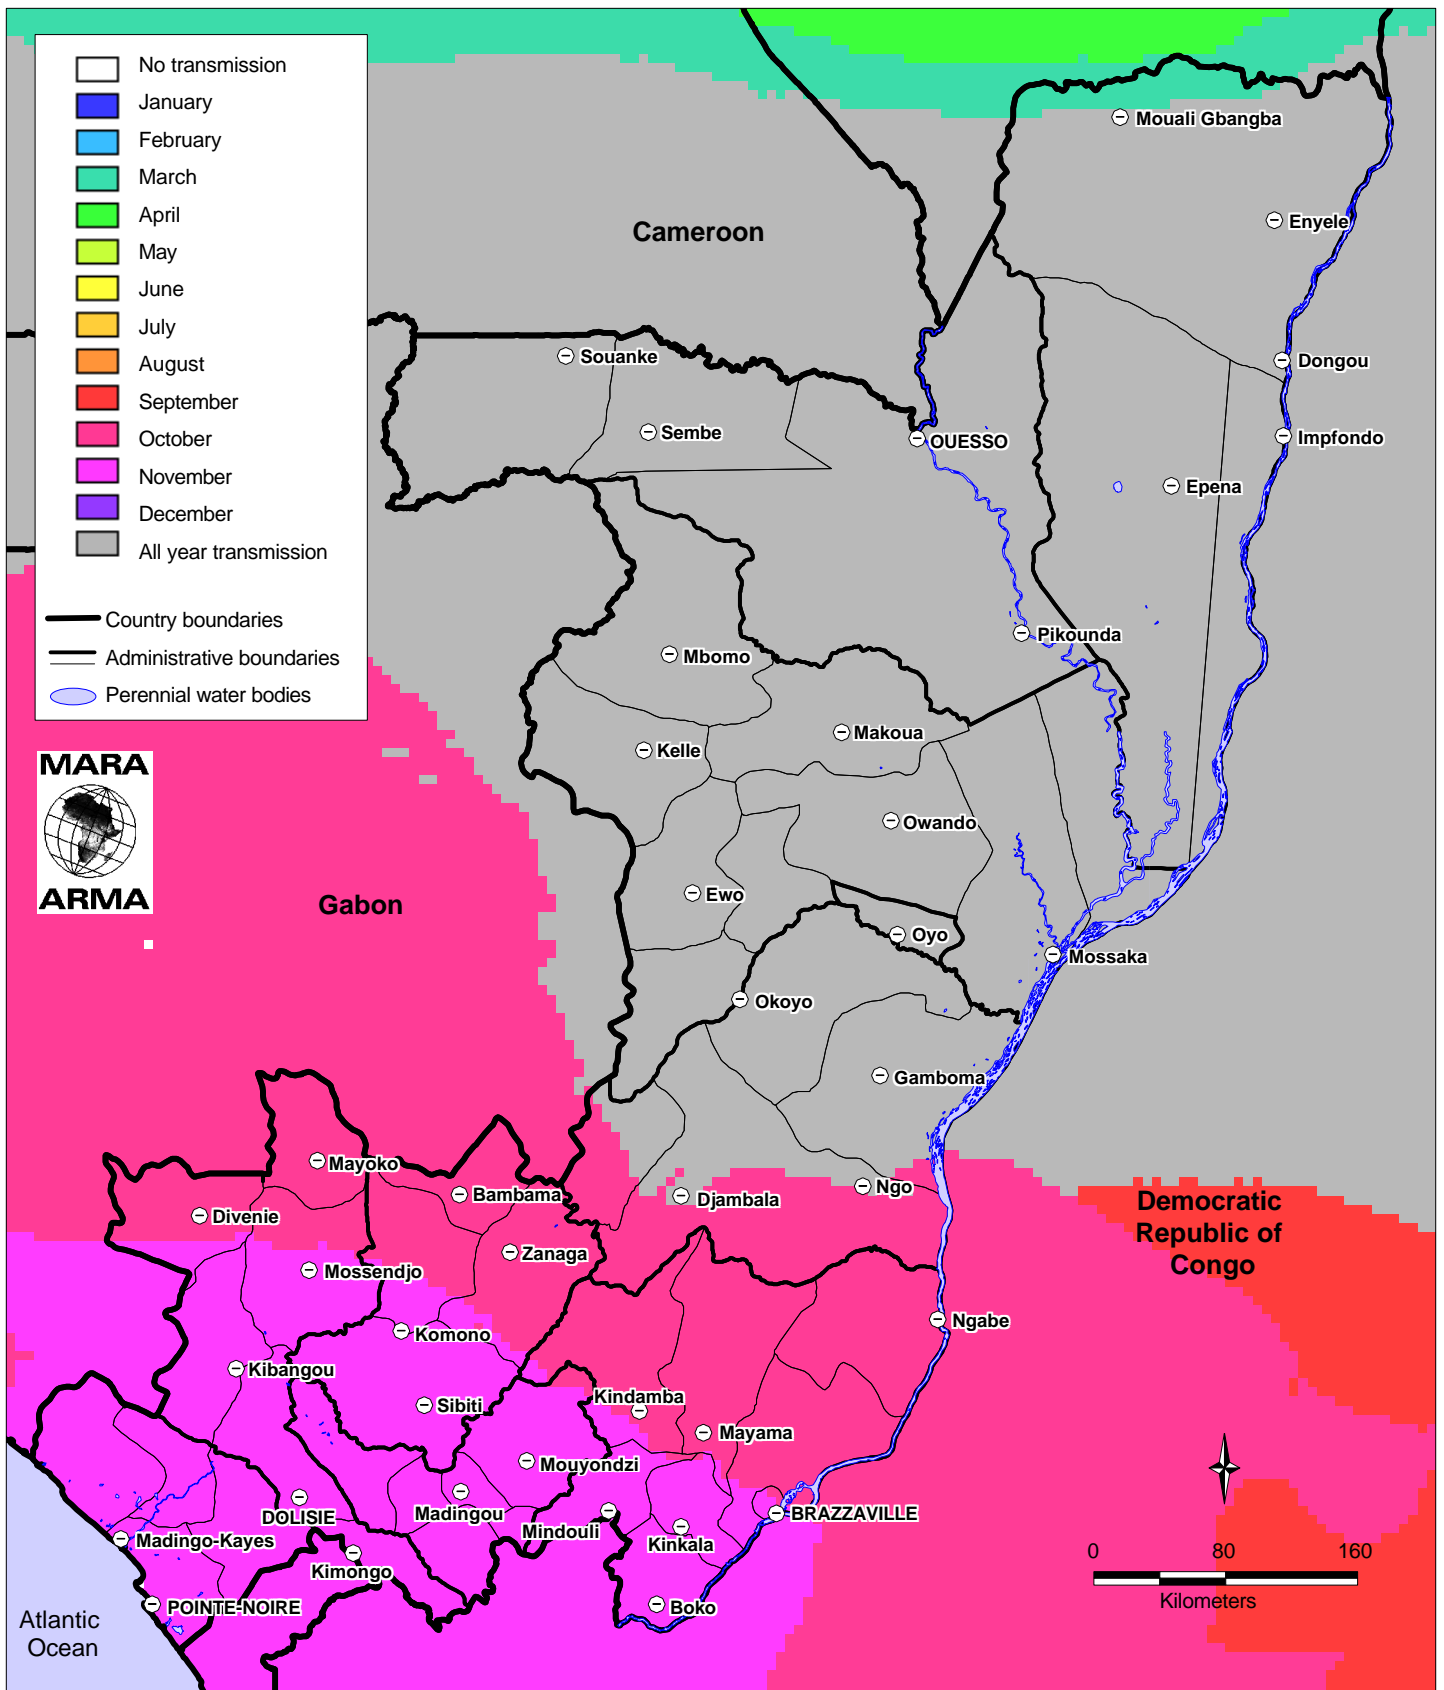 No transmission
January
February
March
April
May
June
July
August
September
October
November
December
All year transmission
Country boundaries
Administrative boundaries
Perennial water bodies
MARA
ARMA
Cameroon
Mouali Gbangba
Enyele
Souanke
Dongou
Sembe
OUESSO
Impfondo
Epena
Pikounda
Mbomo
Makoua
Kelle
Owando
Ewo
Gabon
Oyo
Mossaka
Okoyo
Gamboma
Mayoko
Bambama
Djambala
Ngo
Democratic
Republic of
Congo
Divenie
Zanaga
Mossendjo
Ngabe
Komono
Kibangou
Kindamba
Sibiti
Mayama
Mouyondzi
DOLISIE
Madingou
Mindouli
BRAZZAVILLE
Madingo-Kayes
Kinkala
Kimongo
0 80 160
Kilometers
POINTE-NOIRE
Boko
Atlantic
Ocean